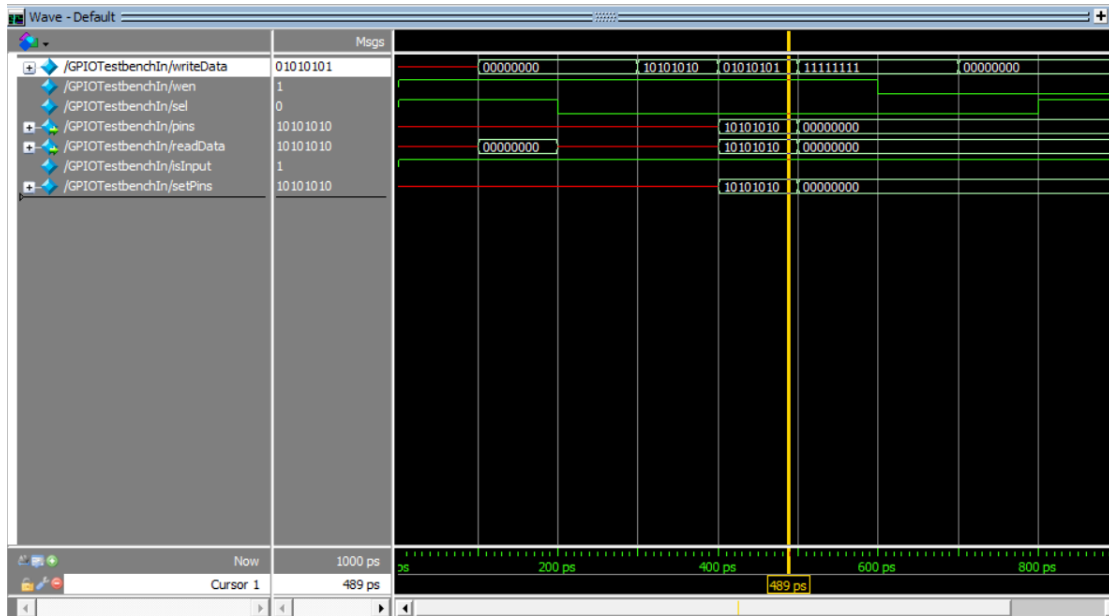 Wave - Default
Msgs
/GPIOTestbenchIn/writeData 01010101 00000000 10101010 01010101 11111111 00000000
/GPIOTestbenchIn/wen 1
/GPIOTestbenchIn/sel 0
/GPIOTestbenchIn/pins 10101010 10101010 00000000
/GPIOTestbenchIn/readData 10101010 00000000 10101010 00000000
/GPIOTestbenchIn/isInput 1
/GPIOTestbenchIn/setPins 10101010 10101010 00000000
Now 1000 ps ps 200 ps 400 ps 600 ps 800 ps
Cursor 1 489 ps 489 ps